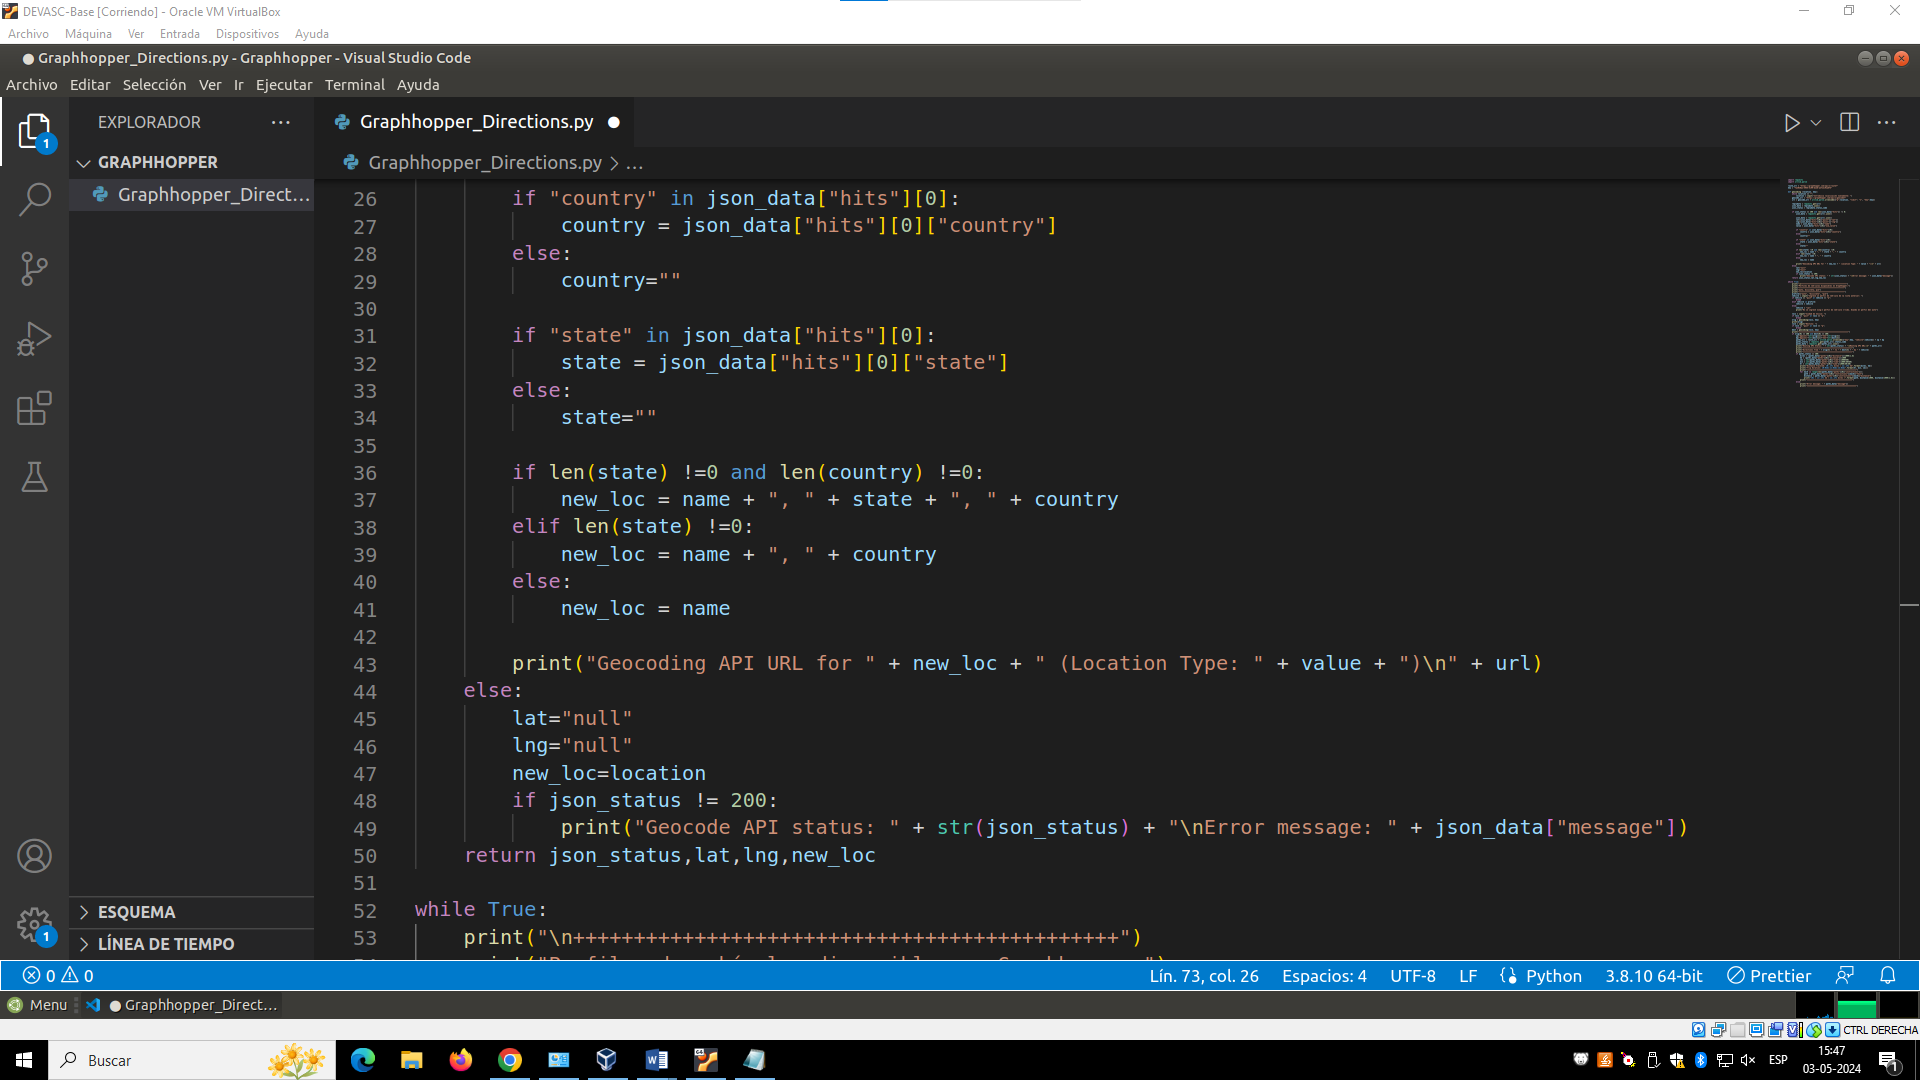 DEVASC-Base [Corriendo] - Oracle VM VirtualBox
Archivo Máquina Ver Entrada Dispositivos Ayuda
Graphhopper_Directions.py - Graphhopper - Visual Studio Code
Archivo Editar Selección Ver Ir Ejecutar Terminal Ayuda
EXPLORADOR
GRAPHHOPPER
Graphhopper_Direct...
1
1
ESQUEMA
LÍNEA DE TIEMPO
Graphhopper_Directions.py
Graphhopper_Directions.py > ...
26 if "country" in json_data["hits"][0]:
27 country = json_data["hits"][0]["country"]
28 else:
29 country=""
30
31 if "state" in json_data["hits"][0]:
32 state = json_data["hits"][0]["state"]
33 else:
34 state=""
35
36 if len(state) !=0 and len(country) !=0:
37 new_loc = name + ", " + state + ", " + country
38 elif len(state) !=0:
39 new_loc = name + ", " + country
40 else:
41 new_loc = name
42
43 print("Geocoding API URL for " + new_loc + " (Location Type: " + value + ")\n" + url)
44 else:
45 lat="null"
46 lng="null"
47 new_loc=location
48 if json_status != 200:
49 print("Geocode API status: " + str(json_status) + "\nError message: " + json_data["message"])
50 return json_status,lat,lng,new_loc
51
52 while True:
53 print("\n+++++++++++++++++++++++++++++++++++++++++++++")
0 0
Lín. 73, col. 26 Espacios: 4 UTF-8 LF Python 3.8.10 64-bit Prettier
Menu Graphhopper_Direct...
CTRL DERECHA
Buscar
ESP
15:47
03-05-2024
1